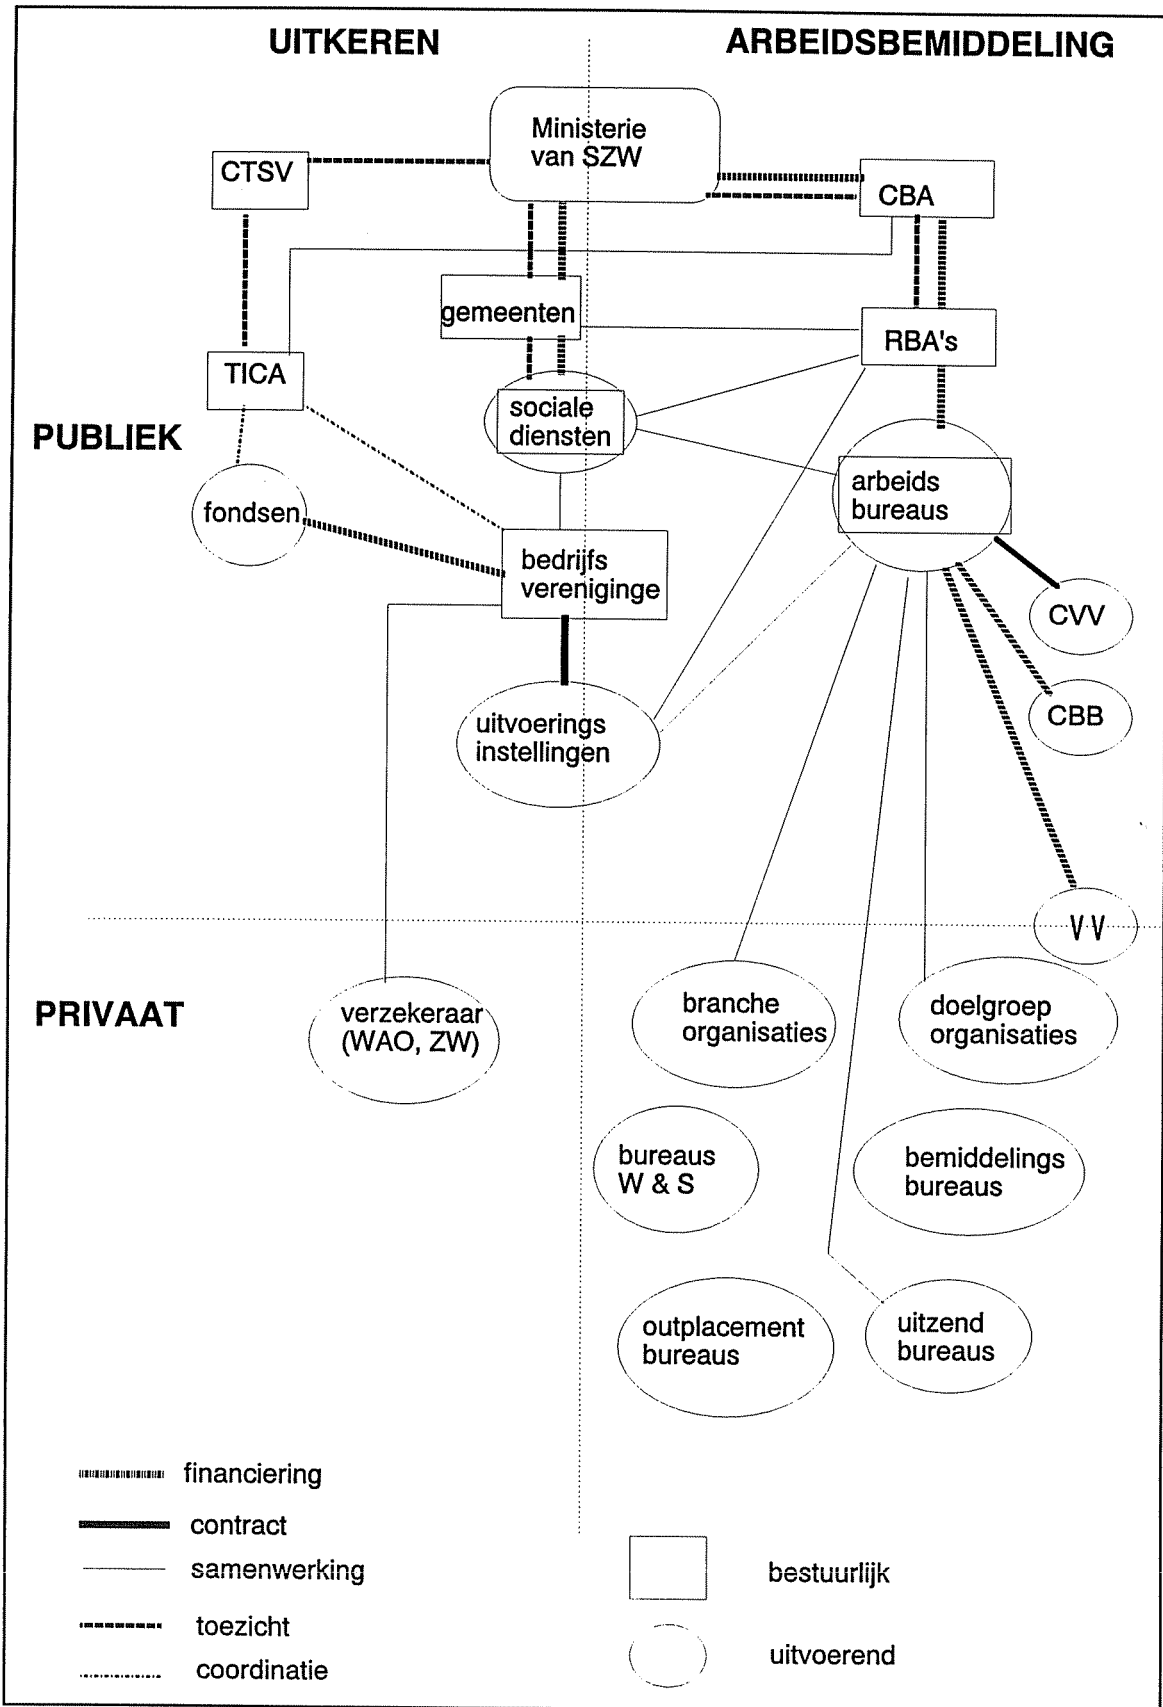 UITKEREN
ARBEIDSBEMIDDELING
Ministerie
van SZW
CTSV
CBA
gemeenten
RBA's
TICA
sociale
diensten
PUBLIEK
arbeids
bureaus
fondsen
bedrijfs
vereniginge
CVV
uitvoerings
instellingen
CBB
VV
PRIVAAT
verzekeraar
(WAO, ZW)
branche
organisaties
doelgroep
organisaties
bureaus
W & S
bemiddelings
bureaus
outplacement
bureaus
uitzend
bureaus
financiering
contract
samenwerking
toezicht
coordinatie
bestuurlijk
uitvoerend